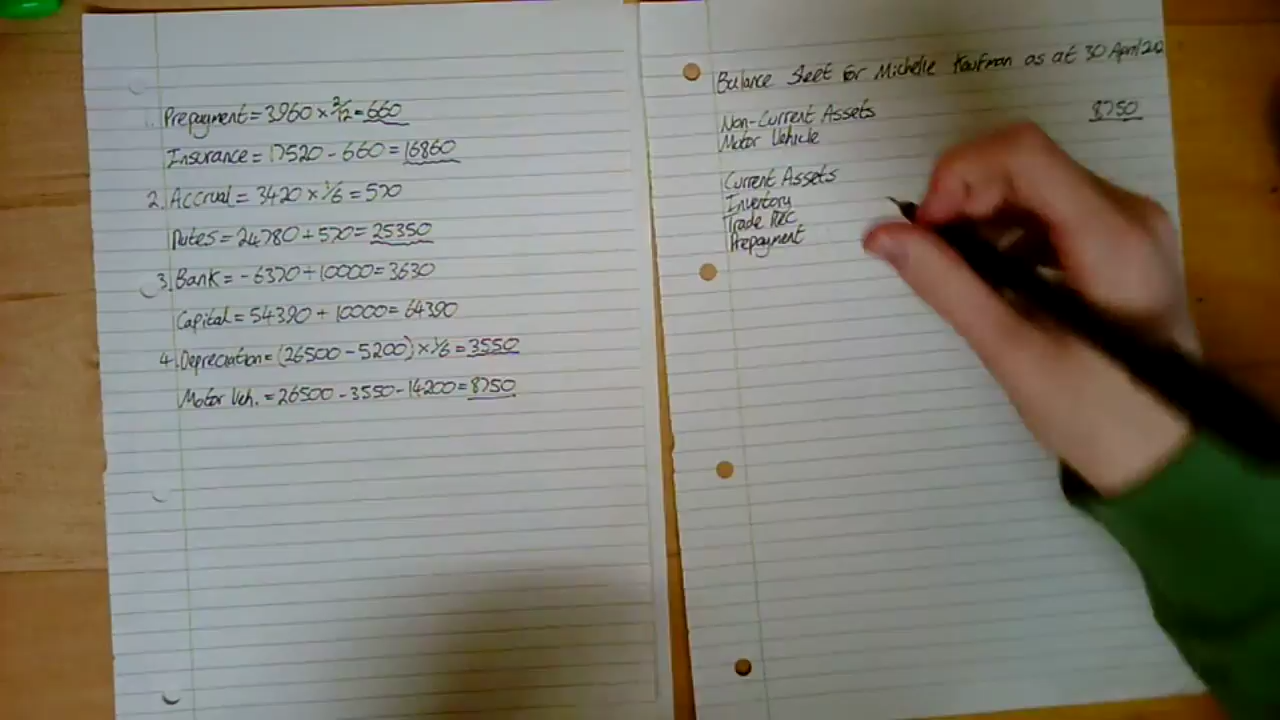 1. Prepayment = 3960 × 2/12 = 660
Insurance = 17520 - 660 = 16860
2. Accrual = 3420 × 1/6 = 570
Rates = 24780 + 570 = 25350
3. Bank = -6370 + 10000 = 3630
Capital = 54390 + 10000 = 64390
4. Depreciation = (26500 - 5200) × 1/6 = 3550
Motor Veh. = 26500 - 3550 - 14200 = 8750
Balance Sheet for Michelle Kaufman as at 30 April 20
Non-Current Assets
Motor Vehicle 8750
Current Assets
Inventory
Trade Rec
Prepayment